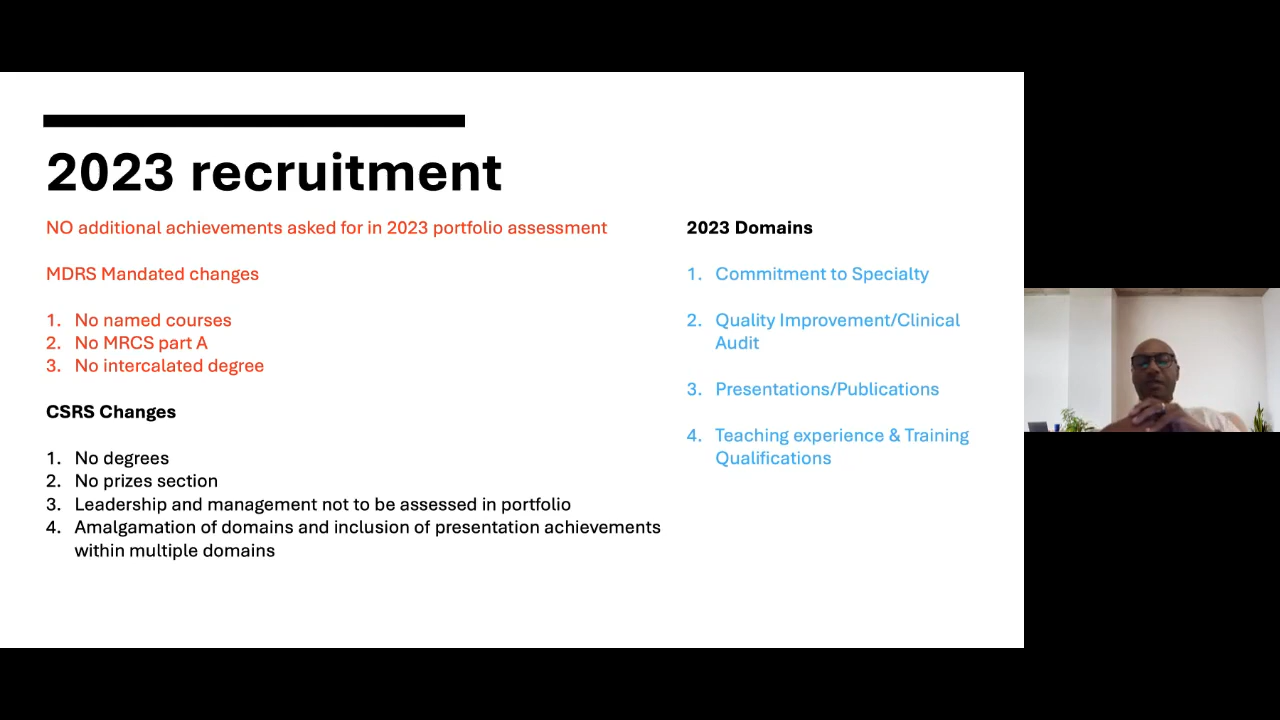 2023 recruitment
NO additional achievements asked for in 2023 portfolio assessment
MDRS Mandated changes
1. No named courses
2. No MRCS part A
3. No intercalated degree
CSRS Changes
1. No degrees
2. No prizes section
3. Leadership and management not to be assessed in portfolio
4. Amalgamation of domains and inclusion of presentation achievements
within multiple domains
2023 Domains
1. Commitment to Specialty
2. Quality Improvement/Clinical
Audit
3. Presentations/Publications
4. Teaching experience & Training
Qualifications